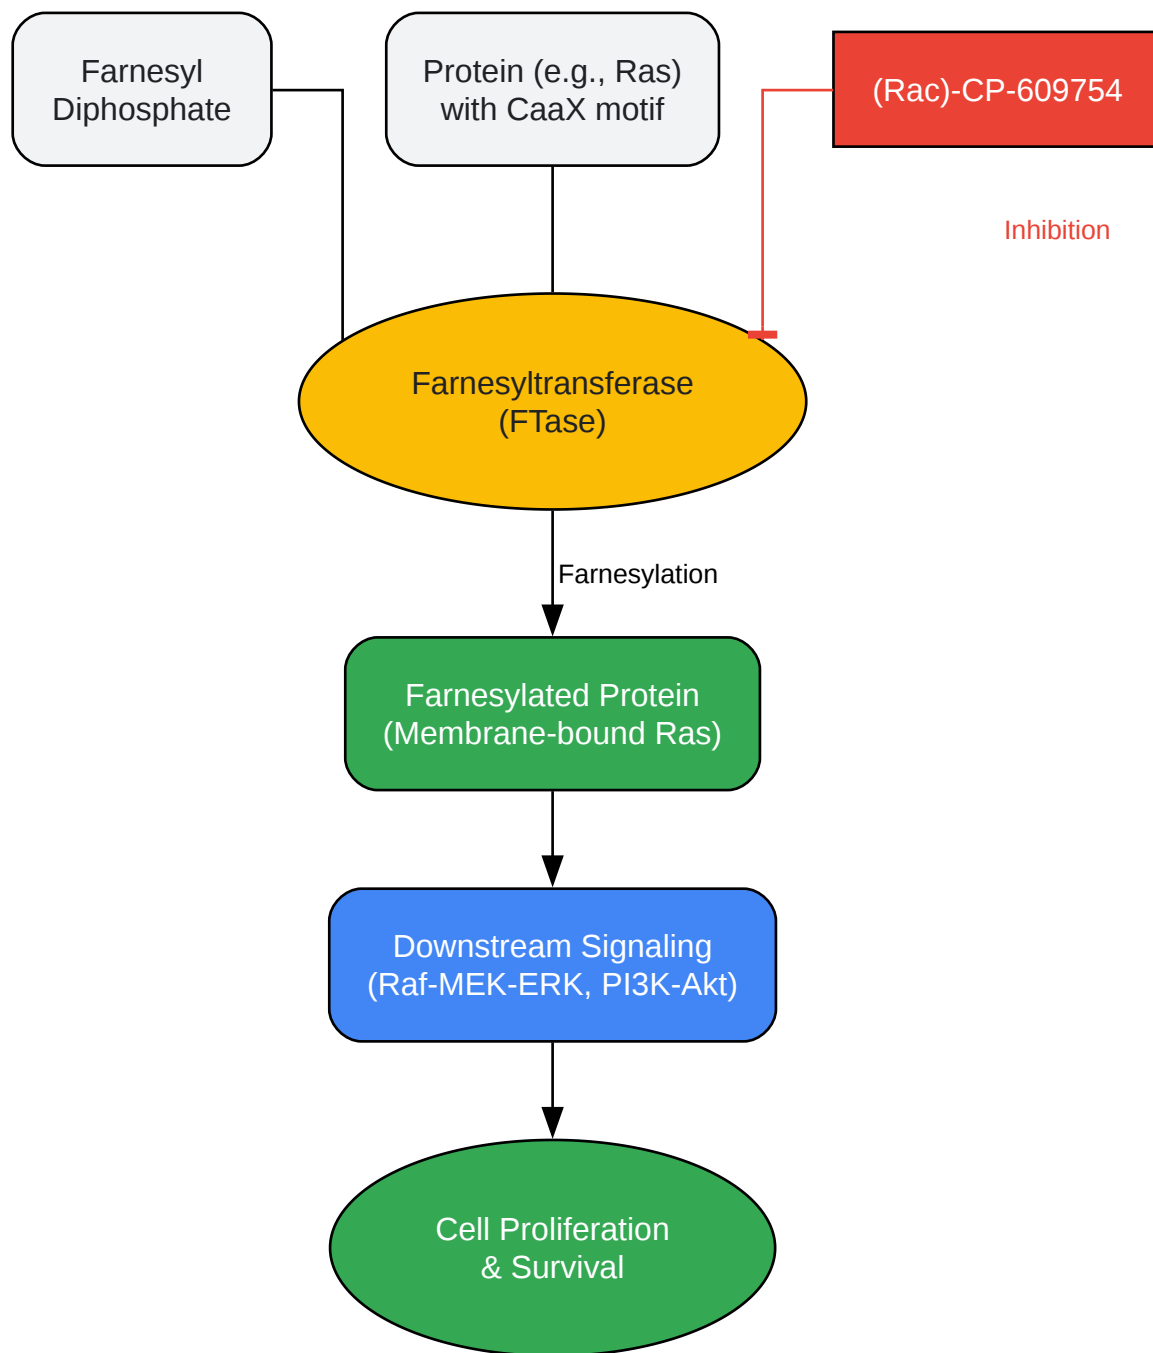 Farnesyl
Diphosphate
Protein (e.g., Ras)
with CaaX motif
(Rac)-CP-609754
Inhibition
Farnesyltransferase
(FTase)
Farnesylation
Farnesylated Protein
(Membrane-bound Ras)
Downstream Signaling
(Raf-MEK-ERK, PI3K-Akt)
Cell Proliferation
& Survival